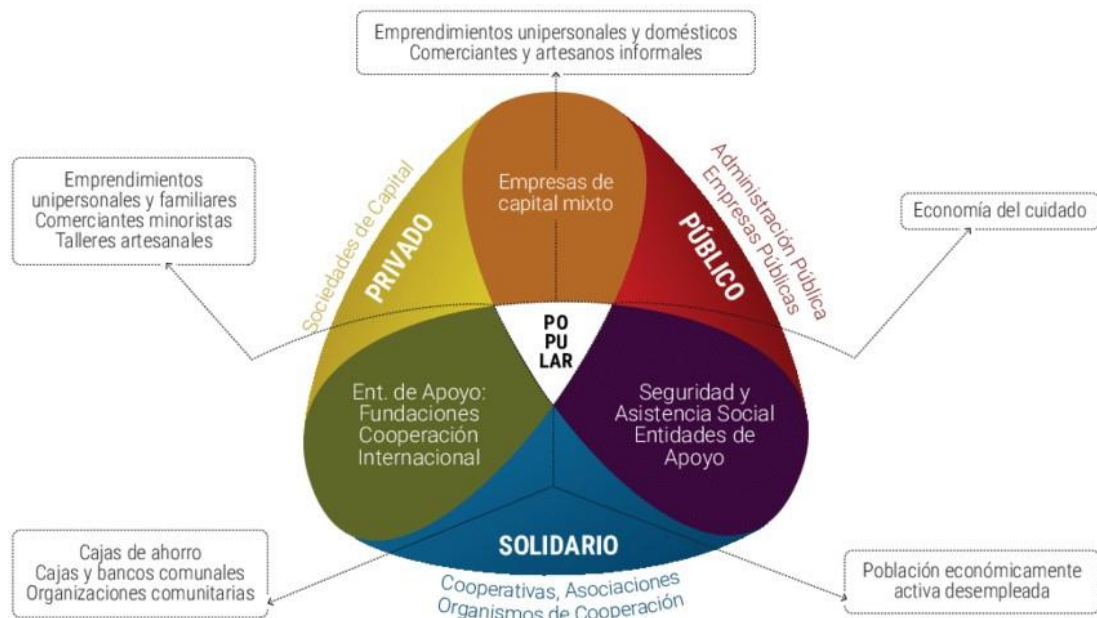 Emprendimientos unipersonales y domésticos
Comerciantes y artesanos informales
Emprendimientos
unipersonales y familiares
Comerciantes minoristas
Talleres artesanales
Sociedades de Capital
PRIVADO
Empresas de
capital mixto
PÚBLICO
Administración Pública
Empresas Públicas
Economía del cuidado
PO
PU
LAR
Ent. de Apoyo:
Fundaciones
Cooperación
Internacional
Seguridad y
Asistencia Social
Entidades de
Apoyo
SOLIDARIO
Cooperativas, Asociaciones
Organismos de Cooperación
Cajas de ahorro
Cajas y bancos comunales
Organizaciones comunitarias
Población económicamente
activa desempleada